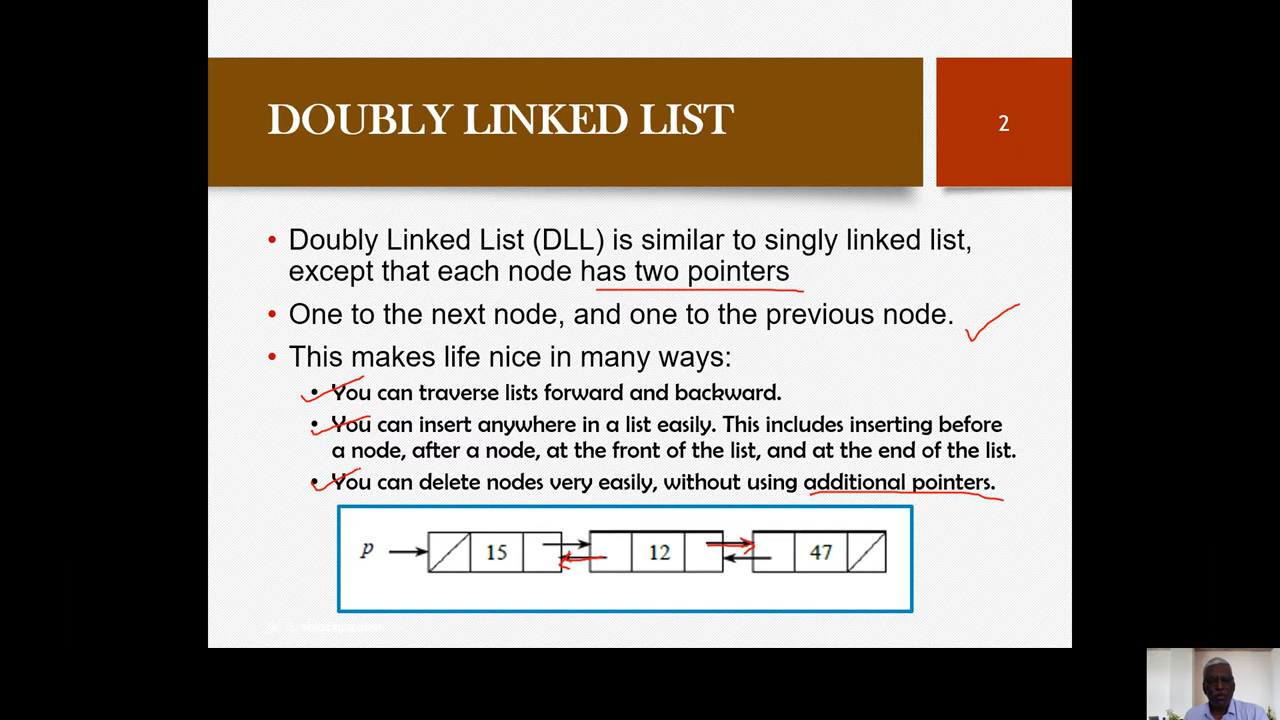 DOUBLY LINKED LIST
2
• Doubly Linked List (DLL) is similar to singly linked list,
except that each node has two pointers
• One to the next node, and one to the previous node.
• This makes life nice in many ways:
• You can traverse lists forward and backward.
• You can insert anywhere in a list easily. This includes inserting before
a node, after a node, at the front of the list, and at the end of the list.
• You can delete nodes very easily, without using additional pointers.
p 15 12 47